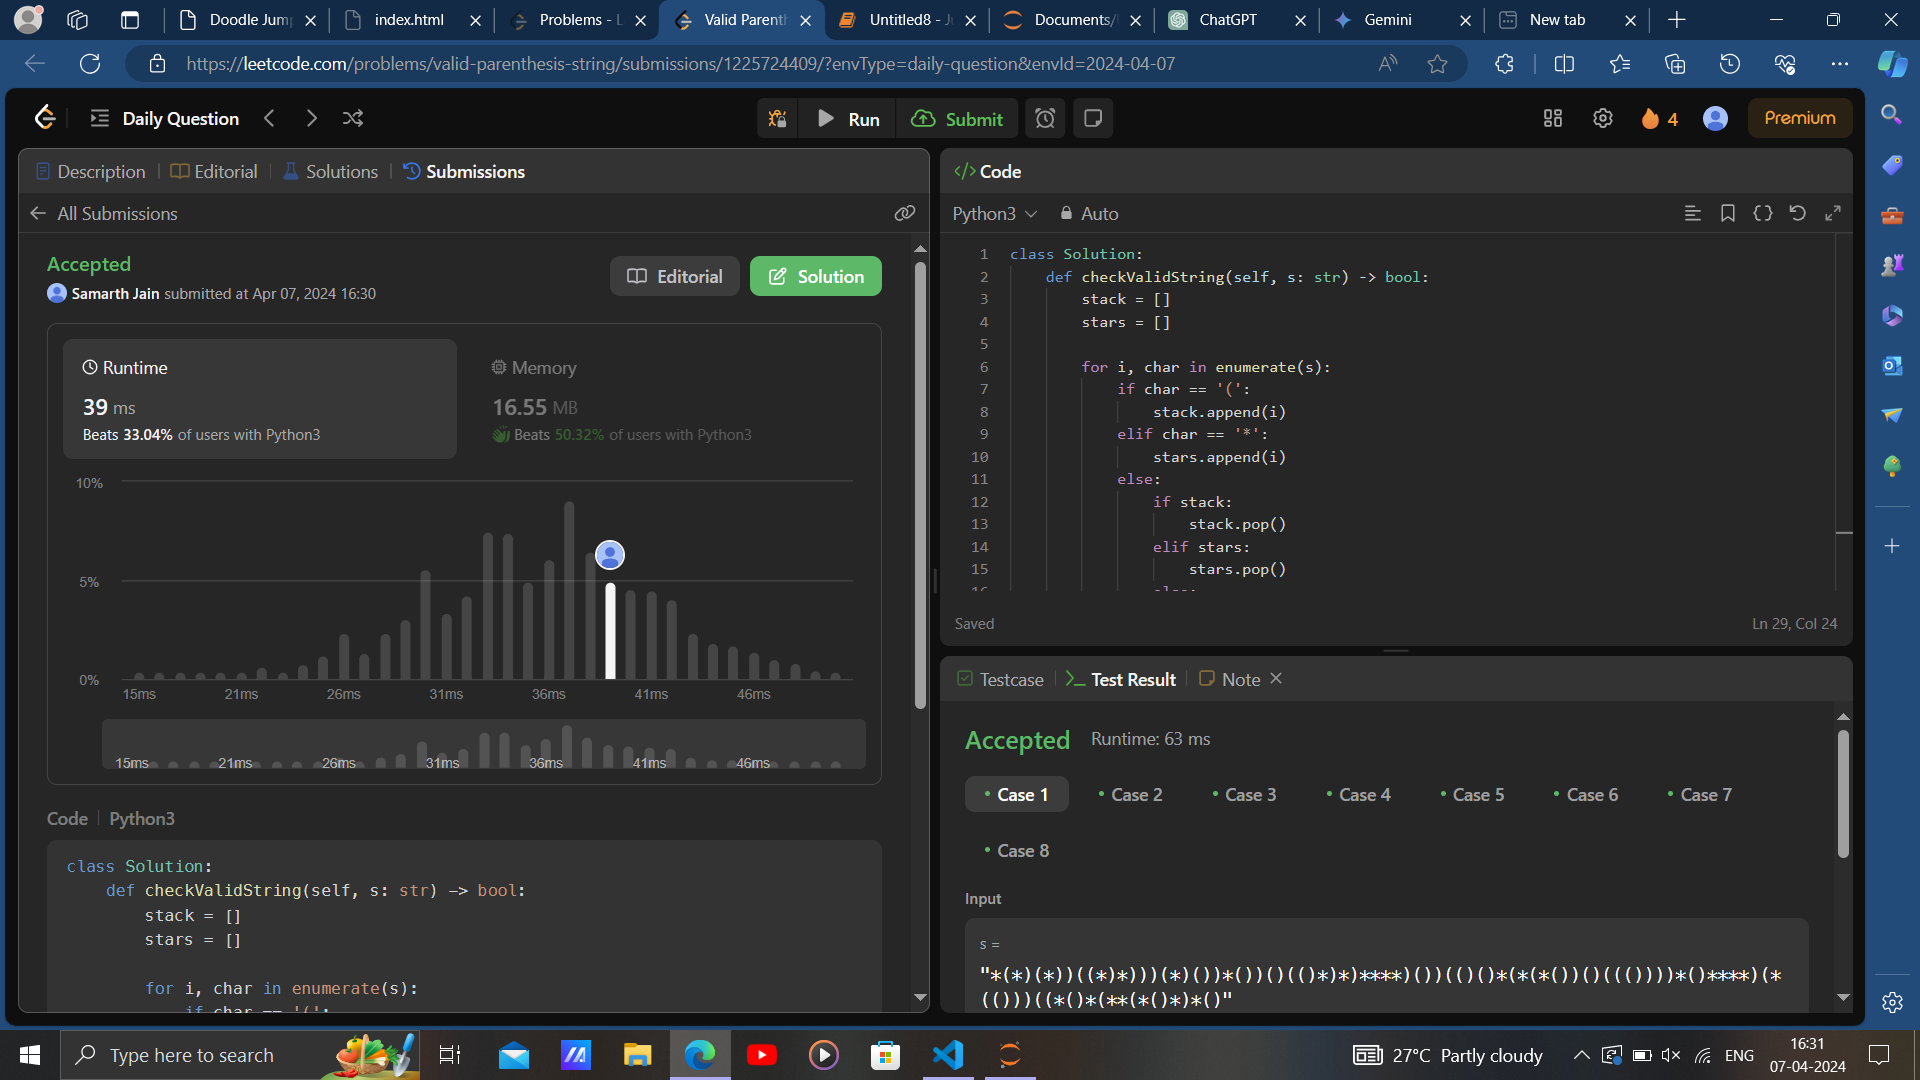 Doodle Jump
index.html
Problems - L
Valid Parenth
Untitled8 - Ju
Documents/
ChatGPT
Gemini
New tab
https://leetcode.com/problems/valid-parenthesis-string/submissions/1225724409/?envType=daily-question&envId=2024-04-07
Daily Question
Run
Submit
4
Premium
Description
Editorial
Solutions
Submissions
All Submissions
Accepted
Samarth Jain submitted at Apr 07, 2024 16:30
Editorial
Solution
Runtime
39 ms
Beats 33.04% of users with Python3
Memory
16.55 MB
Beats 50.32% of users with Python3
10%
5%
0%
15ms 21ms 26ms 31ms 36ms 41ms 46ms
15ms 21ms 26ms 31ms 36ms 41ms 46ms
Code | Python3
class Solution:
    def checkValidString(self, s: str) -> bool:
        stack = []
        stars = []
        for i, char in enumerate(s):
            if char == '(':
</> Code
Python3
Auto
1 class Solution:
2     def checkValidString(self, s: str) -> bool:
3         stack = []
4         stars = []
5
6         for i, char in enumerate(s):
7             if char == '(':
8                 stack.append(i)
9             elif char == '*':
10                 stars.append(i)
11             else:
12                 if stack:
13                     stack.pop()
14                 elif stars:
15                     stars.pop()
16                 else:
Saved
Ln 29, Col 24
Testcase
Test Result
Note
Accepted
Runtime: 63 ms
Case 1
Case 2
Case 3
Case 4
Case 5
Case 6
Case 7
Case 8
Input
s =
"*(*)(*))((*)*)))(*)())*())()(()*)*)****)())(()()*(*(*())()((())))*()****)(*
(()))((*()*(**(*()*)*()"
Type here to search
27°C Partly cloudy
ENG
16:31
07-04-2024